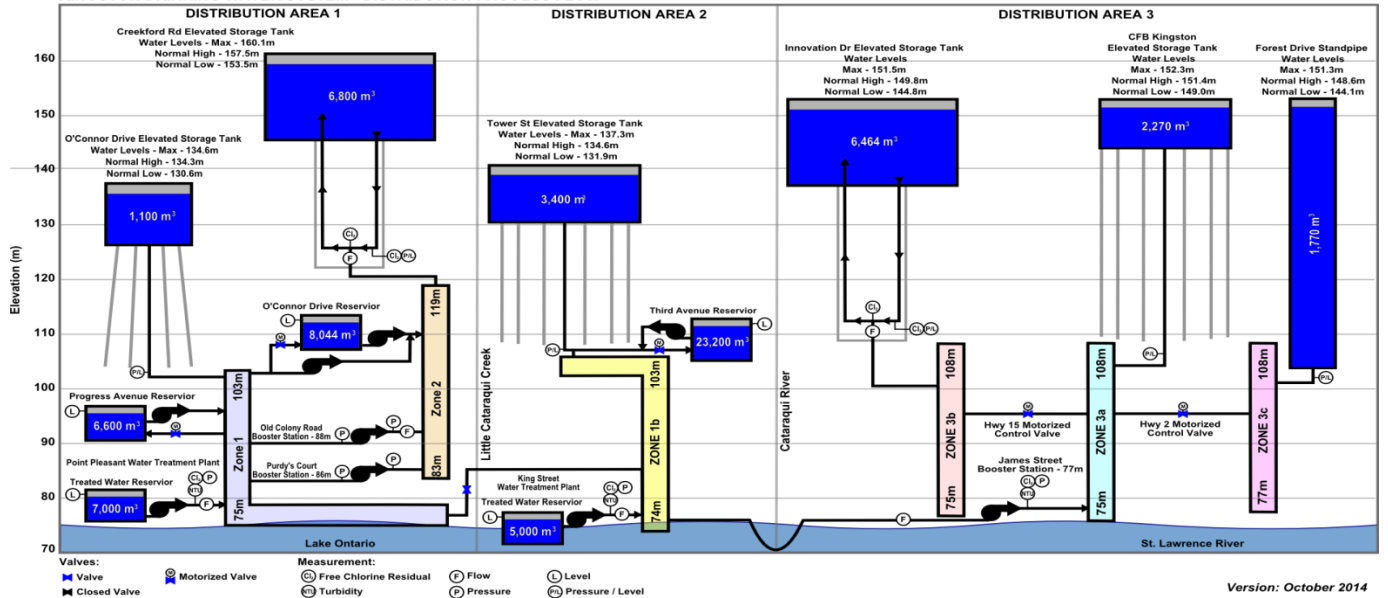 DISTRIBUTION AREA 1
DISTRIBUTION AREA 2
DISTRIBUTION AREA 3
Elevation (m)
160
150
140
130
120
110
100
90
80
70
Creekford Rd Elevated Storage Tank
Water Levels - Max - 160.1m
Normal High - 157.5m
Normal Low - 153.5m
6,800 m³
O'Connor Drive Elevated Storage Tank
Water Levels - Max - 134.6m
Normal High - 134.3m
Normal Low - 130.6m
1,100 m³
Cl₂
F
Cl₂ P/L
O'Connor Drive Reservior
L
M
8,044 m³
P/L
119m
Zone 2
83m
103m
Zone 1
75m
Progress Avenue Reservior
L
6,600 m³
M
Old Colony Road
Booster Station - 88m
P
P
F
Purdy's Court
Booster Station - 86m
P
P
Point Pleasant Water Treatment Plant
Treated Water Reservior
L
7,000 m³
Cl₂ P
NTU
F
Lake Ontario
Little Cataraqui Creek
Tower St Elevated Storage Tank
Water Levels - Max - 137.3m
Normal High - 134.6m
Normal Low - 131.9m
3,400 m³
Third Avenue Reservior
L
23,200 m³
P/L
M
103m
ZONE 1b
74m
King Street
Water Treatment Plant
Treated Water Reservior
L
5,000 m³
Cl₂ P
NTU
F
Cataraqui River
Innovation Dr Elevated Storage Tank
Water Levels
Max - 151.5m
Normal High - 149.8m
Normal Low - 144.8m
6,464 m³
Cl₂
F
Cl₂ P/L
CFB Kingston
Elevated Storage Tank
Water Levels
Max - 152.3m
Normal High - 151.4m
Normal Low - 149.0m
2,270 m³
P/L
Forest Drive Standpipe
Water Levels
Max - 151.3m
Normal High - 148.6m
Normal Low - 144.1m
1,770 m³
P/L
108m
ZONE 3b
75m
M
Hwy 15 Motorized
Control Valve
108m
ZONE 3a
75m
M
Hwy 2 Motorized
Control Valve
108m
ZONE 3c
77m
James Street
Booster Station - 77m
Cl₂ P
NTU
F
St. Lawrence River
Valves:
Valve
M Motorized Valve
Closed Valve
Measurement:
Cl₂ Free Chlorine Residual
F Flow
L Level
NTU Turbidity
P Pressure
P/L Pressure / Level
Version: October 2014